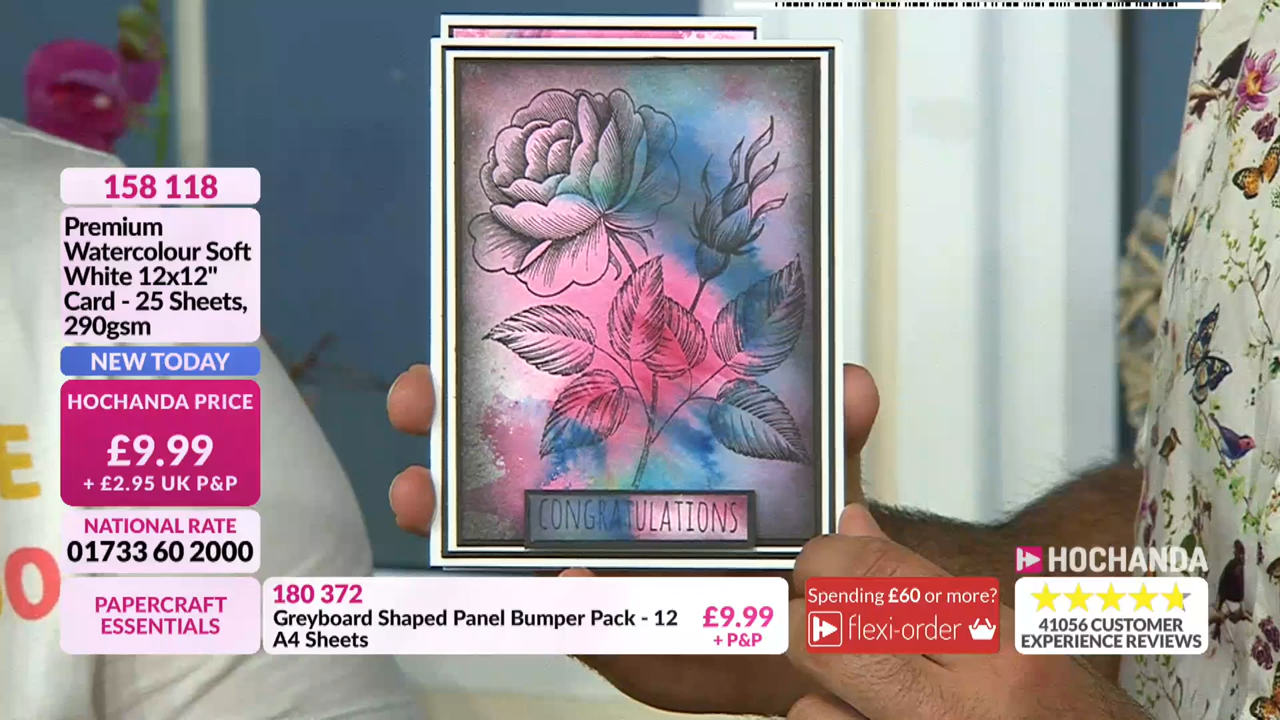 158 118
Premium
Watercolour Soft
White 12x12"
Card - 25 Sheets,
290gsm
NEW TODAY
HOCHANDA PRICE
£9.99
+ £2.95 UK P&P
NATIONAL RATE
01733 60 2000
PAPERCRAFT
ESSENTIALS
CONGRATULATIONS
E
O
180 372
Greyboard Shaped Panel Bumper Pack - 12
A4 Sheets
£9.99
+ P&P
Spending £60 or more?
flexi-order
HOCHANDA
41056 CUSTOMER
EXPERIENCE REVIEWS